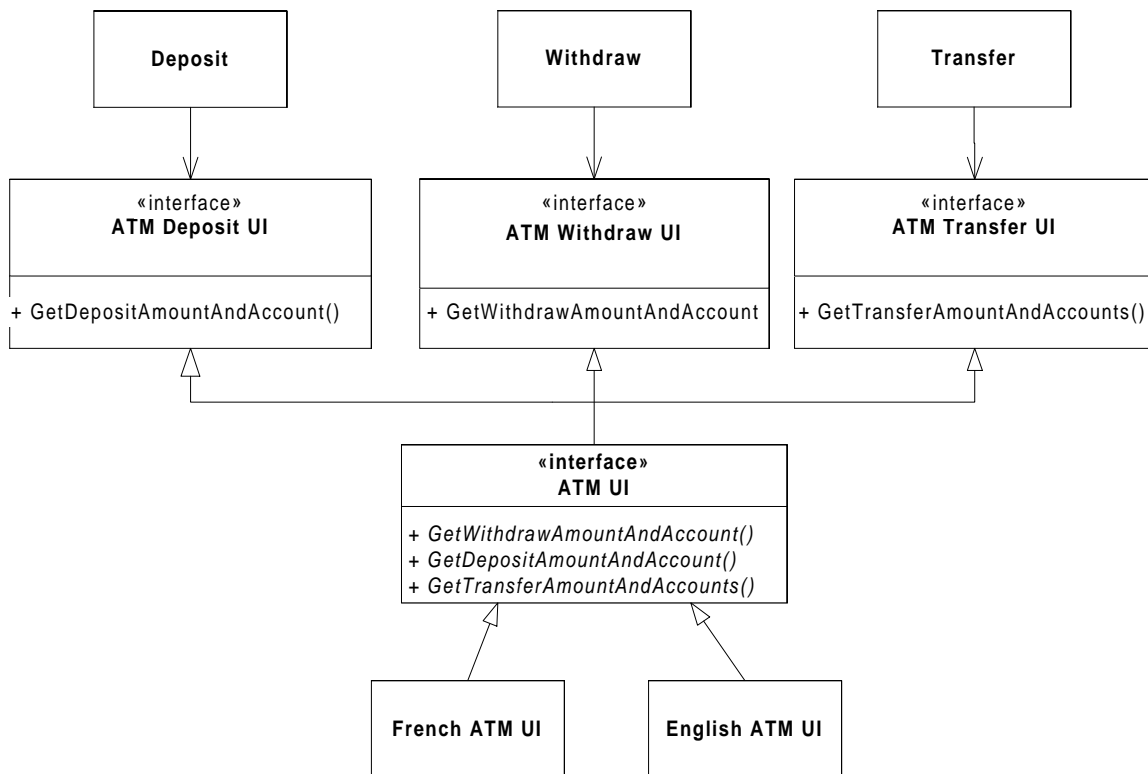 Deposit
Withdraw
Transfer
«interface»
ATM Deposit UI
+ GetDepositAmountAndAccount()
«interface»
ATM Withdraw UI
+ GetWithdrawAmountAndAccount
«interface»
ATM Transfer UI
+ GetTransferAmountAndAccounts()
«interface»
ATM UI
+ GetWithdrawAmountAndAccount()
+ GetDepositAmountAndAccount()
+ GetTransferAmountAndAccounts()
French ATM UI
English ATM UI